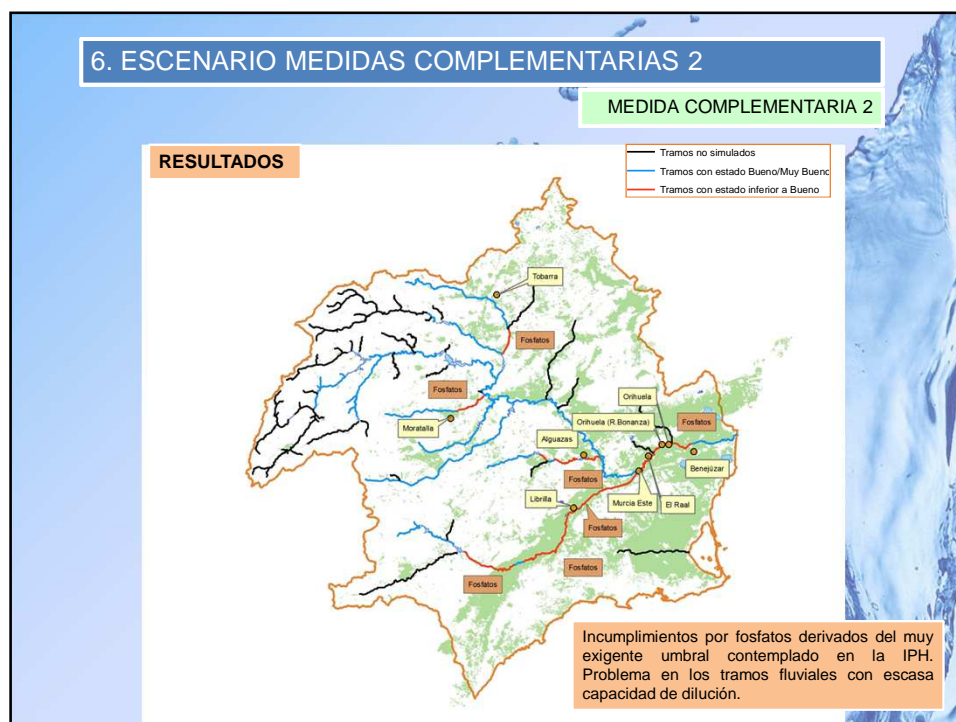 6. ESCENARIO MEDIDAS COMPLEMENTARIAS 2
MEDIDA COMPLEMENTARIA 2
RESULTADOS
Tramos no simulados
Tramos con estado Bueno/Muy Bueno
Tramos con estado inferior a Bueno
Tobarra
Fosfatos
Fosfatos
Moratalla
Orihuela
Orihuela (R.Bonanza)
Fosfatos
Alguazas
Benejúzar
Fosfatos
Librilla
Murcia Este
El Raal
Fosfatos
Fosfatos
Fosfatos
Incumplimientos por fosfatos derivados del muy
exigente umbral contemplado en la IPH.
Problema en los tramos fluviales con escasa
capacidad de dilución.